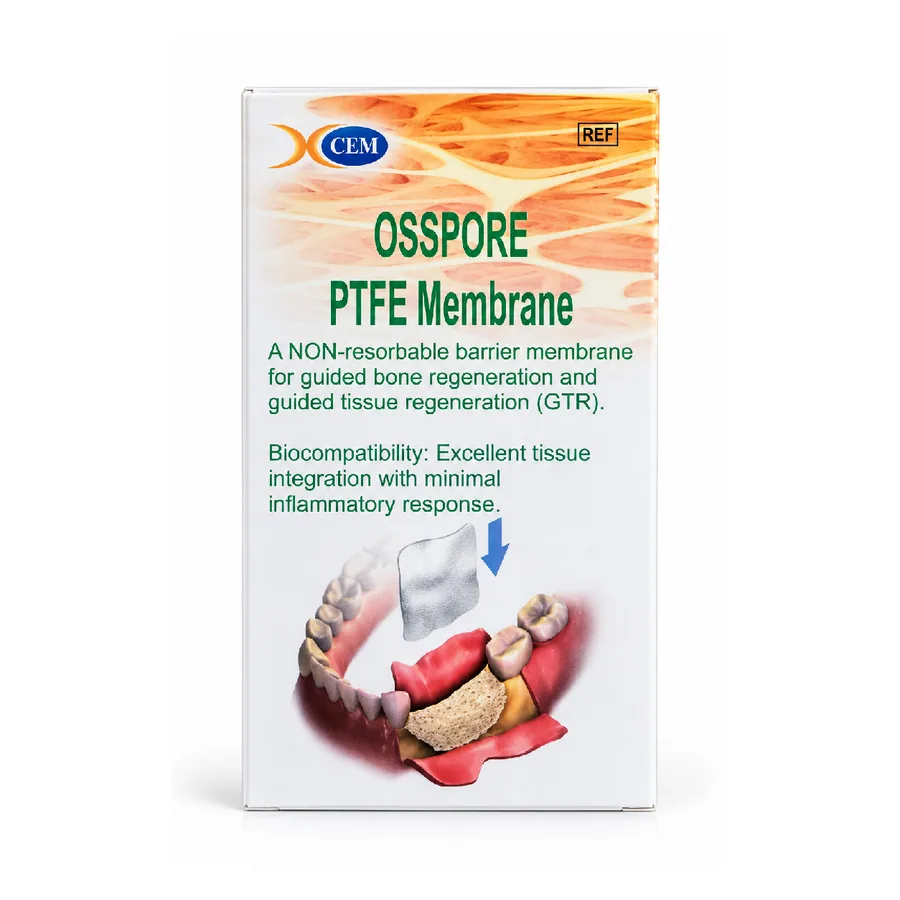 CEM
REF
OSSPORE
PTFE Membrane
A NON-resorbable barrier membrane
for guided bone regeneration and
guided tissue regeneration (GTR).
Biocompatibility: Excellent tissue
integration with minimal
inflammatory response.